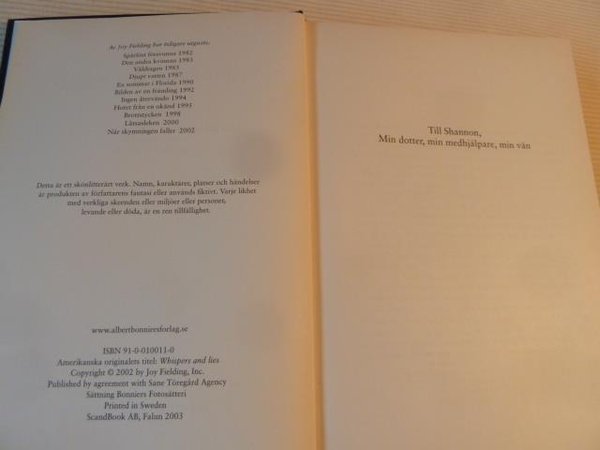 Av Joy Fielding har tidigare utgivits:
Spårlöst försvunnen 1982
Den andra kvinnan 1983
Våldtagen 1985
Djupt vatten 1987
En sommar i Florida 1990
Bilden av en främling 1992
Ingen återvändo 1994
Hotet från en okänd 1995
Brottstycken 1998
Låtsasleken 2000
När skymningen faller 2002
Detta är ett skönlitterärt verk. Namn, karaktärer, platser och händelser
är produkten av författarens fantasi eller används fiktivt. Varje likhet
med verkliga skeenden eller miljöer eller personer,
levande eller döda, är en ren tillfällighet.
www.albertbonniersforlag.se
ISBN 91-0-010011-0
Amerikanska originalets titel: Whispers and lies
Copyright © 2002 by Joy Fielding, Inc.
Published by agreement with Sane Töregård Agency
Sättning Bonniers Fotosätteri
Printed in Sweden
ScandBook AB, Falun 2003
Till Shannon,
Min dotter, min medhjälpare, min vän